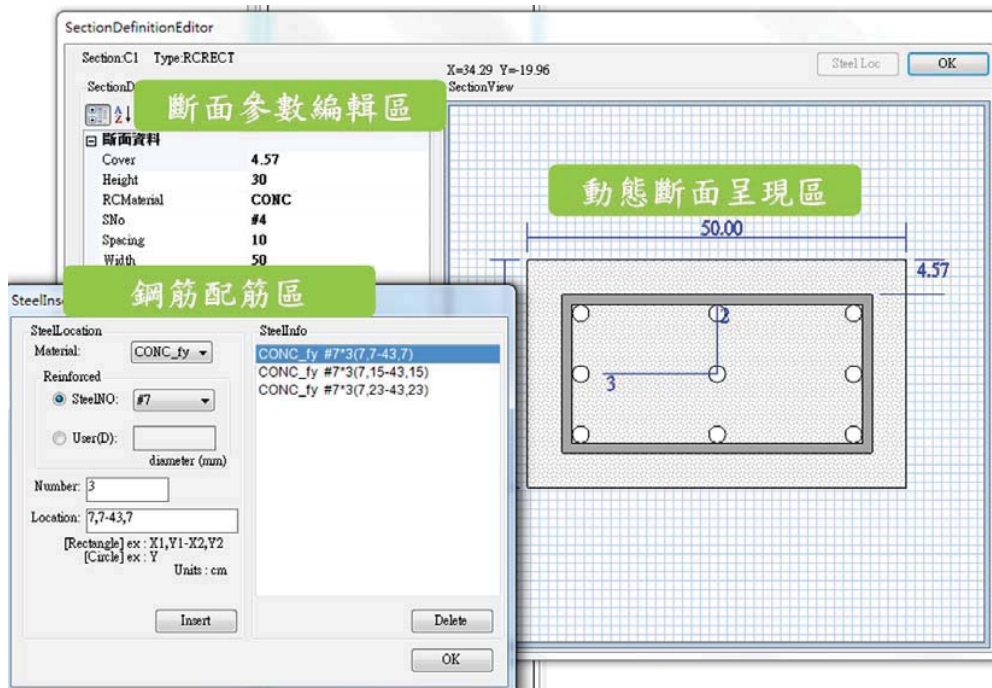 SectionDefinitionEditor
Section:C1 Type:RCRECT
X=34.29 Y=-19.96
Steel Loc
OK
SectionD
SectionView
斷面參數編輯區
斷面資料
Cover 4.57
Height 30
RCMaterial CONC
SNo #4
Spacing 10
Width 50
動態斷面呈現區
50.00
4.57
2
3
鋼筋配筋區
SteelInse
SteelLocation
Material: CONC_fy
Reinforced
SteelNO: #7
User(D):
diameter (mm)
Number: 3
Location: 7,7-43,7
[Rectangle] ex : X1,Y1-X2,Y2
[Circle] ex : Y
Units : cm
Insert
SteelInfo
CONC_fy #7*3(7,7-43,7)
CONC_fy #7*3(7,15-43,15)
CONC_fy #7*3(7,23-43,23)
Delete
OK